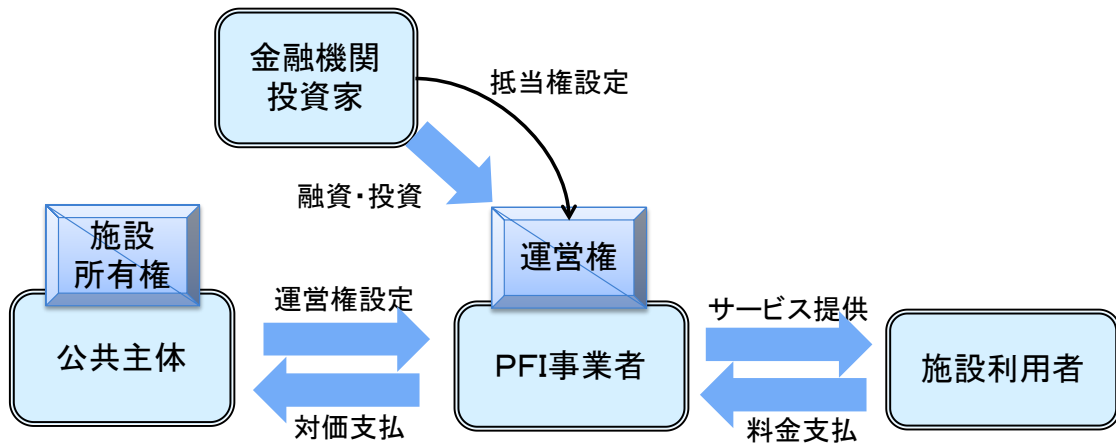 金融機関
投資家
抵当権設定
融資・投資
施設
所有権
運営権
運営権設定
サービス提供
公共主体
PFI事業者
施設利用者
対価支払
料金支払